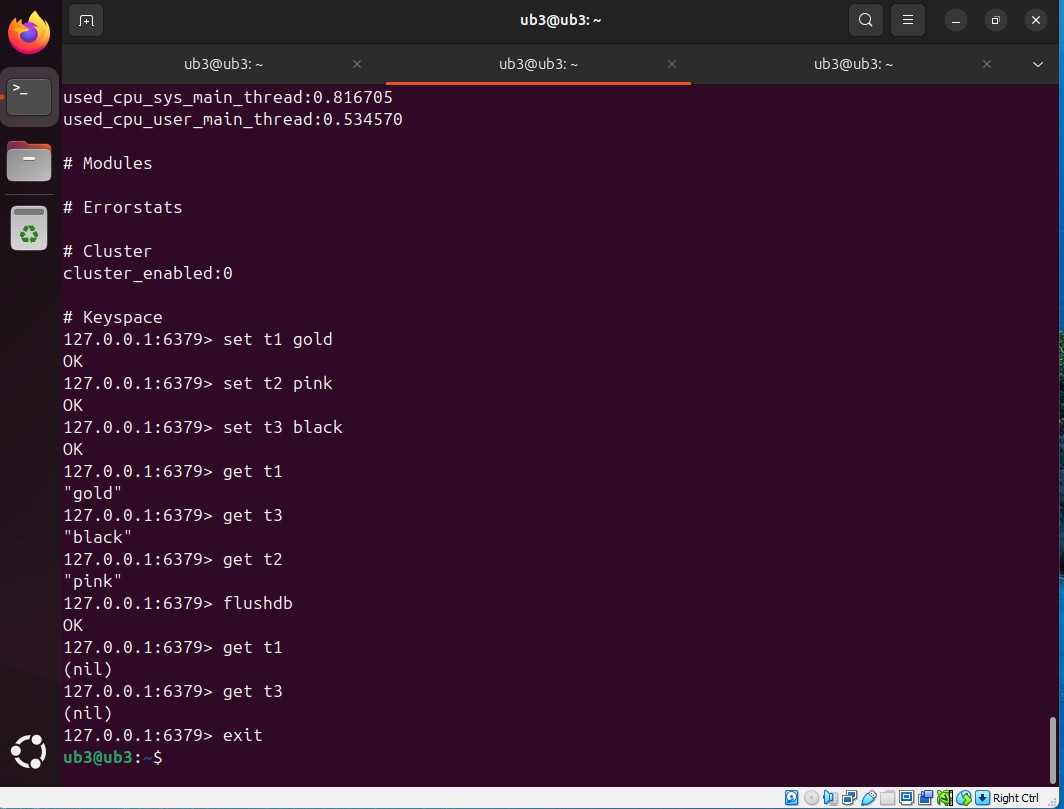 ub3@ub3: ~
ub3@ub3: ~
ub3@ub3: ~
ub3@ub3: ~
used_cpu_sys_main_thread:0.816705
used_cpu_user_main_thread:0.534570
# Modules
# Errorstats
# Cluster
cluster_enabled:0
# Keyspace
127.0.0.1:6379> set t1 gold
OK
127.0.0.1:6379> set t2 pink
OK
127.0.0.1:6379> set t3 black
OK
127.0.0.1:6379> get t1
"gold"
127.0.0.1:6379> get t3
"black"
127.0.0.1:6379> get t2
"pink"
127.0.0.1:6379> flushdb
OK
127.0.0.1:6379> get t1
(nil)
127.0.0.1:6379> get t3
(nil)
127.0.0.1:6379> exit
ub3@ub3:~$
Right Ctrl